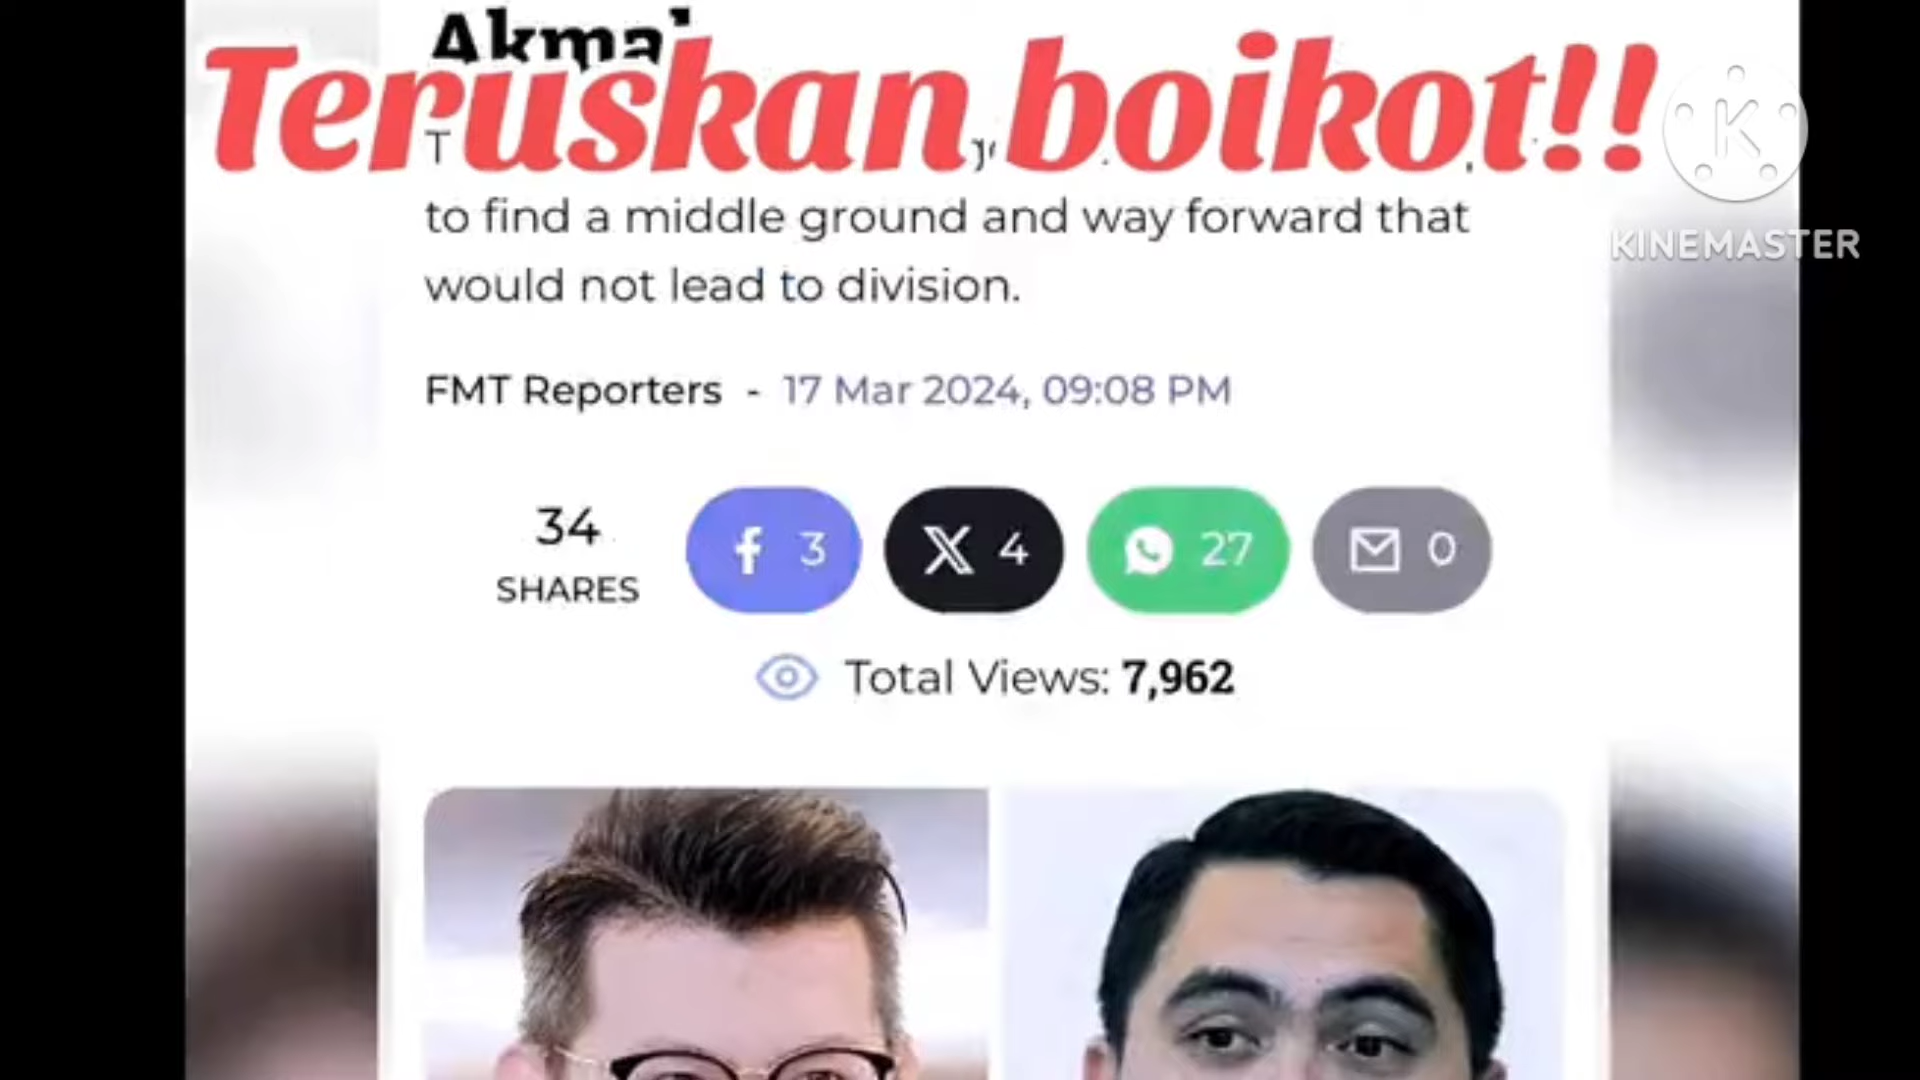 Teruskan boikot!!
K
KINEMASTER
to find a middle ground and way forward that
would not lead to division.
FMT Reporters - 17 Mar 2024, 09:08 PM
34
SHARES
f 3
X 4
27
0
Total Views: 7,962